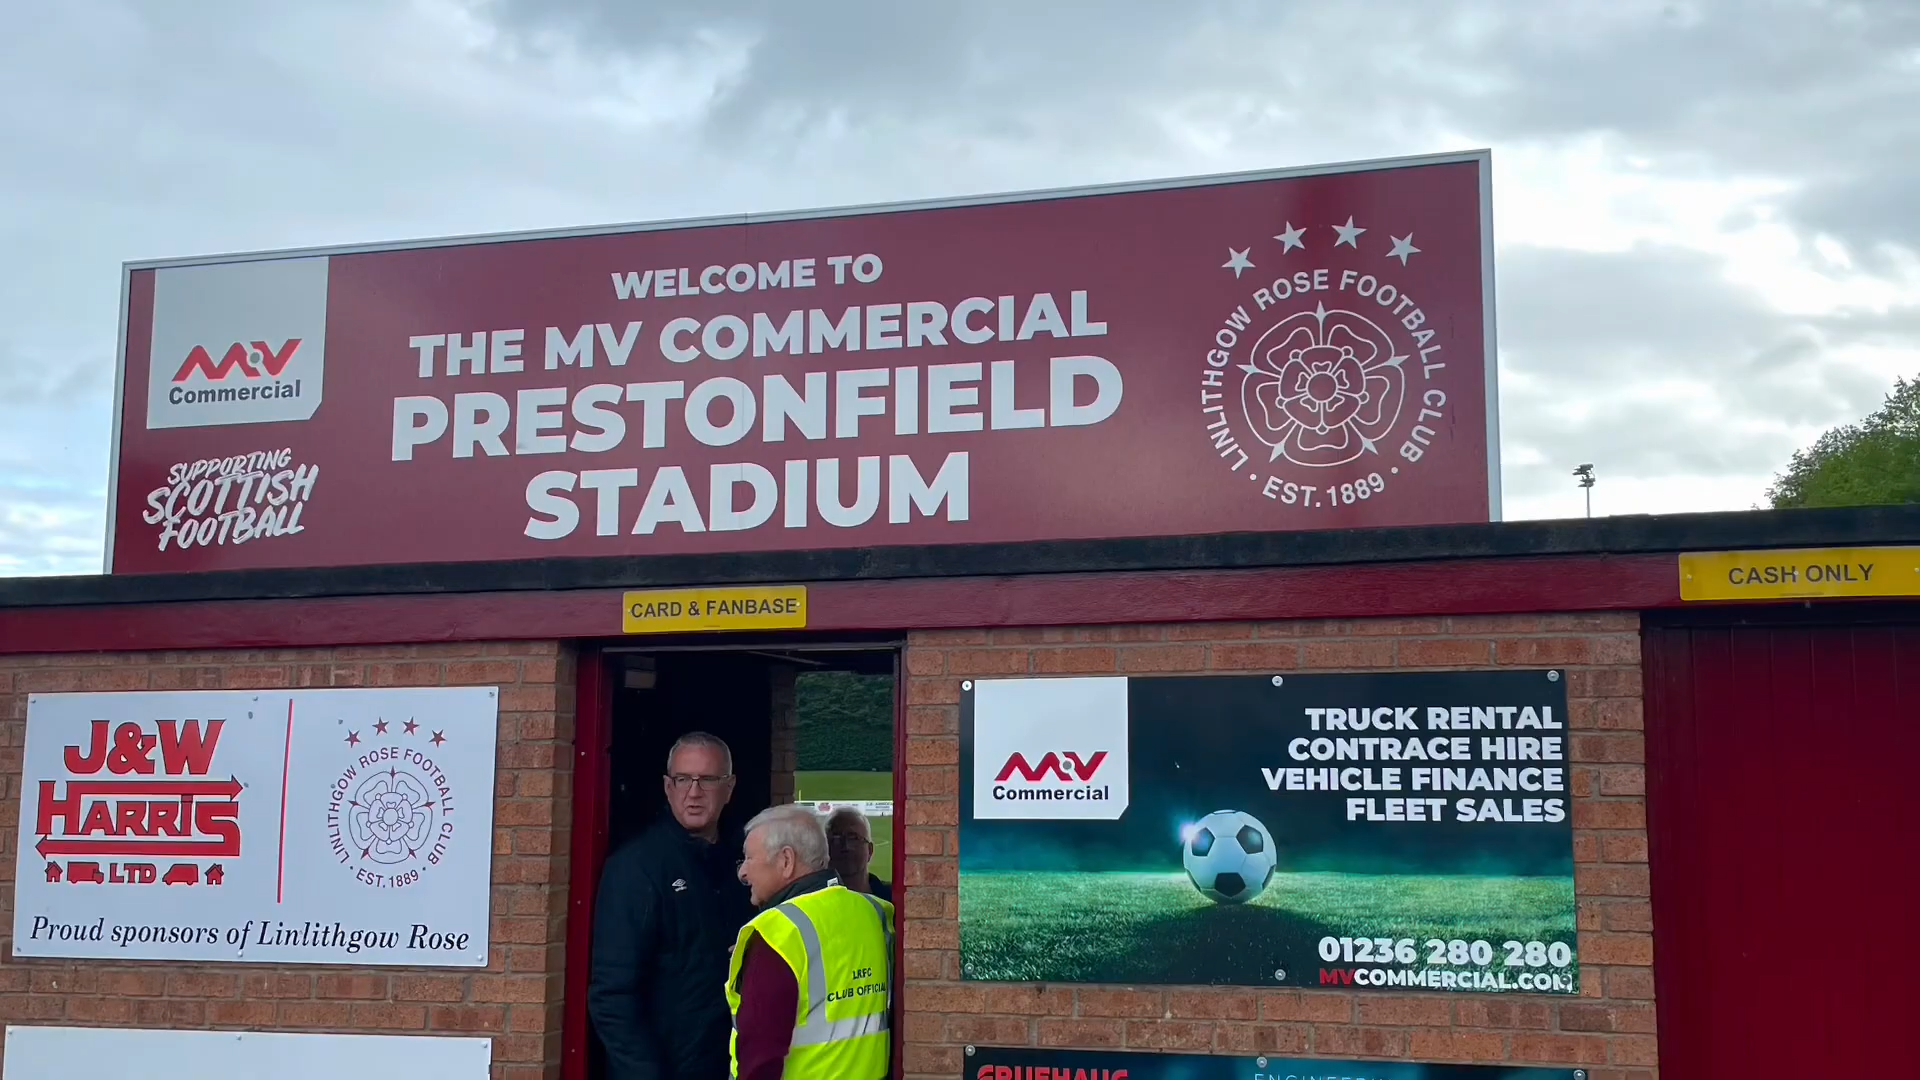 WELCOME TO
THE MV COMMERCIAL
PRESTONFIELD
STADIUM
MV
Commercial
SUPPORTING
SCOTTISH
FOOTBALL
LINLITHGOW ROSE FOOTBALL CLUB
EST. 1889
CARD & FANBASE
CASH ONLY
J&W
HARRIS
LTD
LINLITHGOW ROSE FOOTBALL CLUB
EST. 1889
Proud sponsors of Linlithgow Rose
LRFC
CLUB OFFICIAL
MV
Commercial
TRUCK RENTAL
CONTRACE HIRE
VEHICLE FINANCE
FLEET SALES
01236 280 280
MVCOMMERCIAL.COM